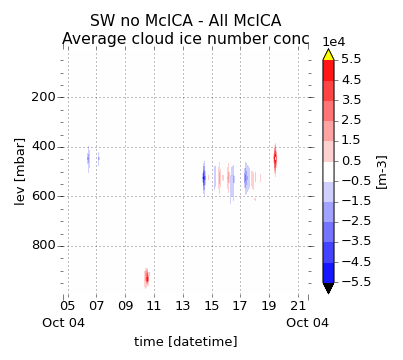 SW no McICA - All McICA
Average cloud ice number conc
1e4
5.5
4.5
3.5
2.5
1.5
0.5
−0.5
−1.5
−2.5
−3.5
−4.5
−5.5
[m-3]
lev [mbar]
200
400
600
800
05 07 09 11 13 15 17 19 21
Oct 04 Oct 04
time [datetime]